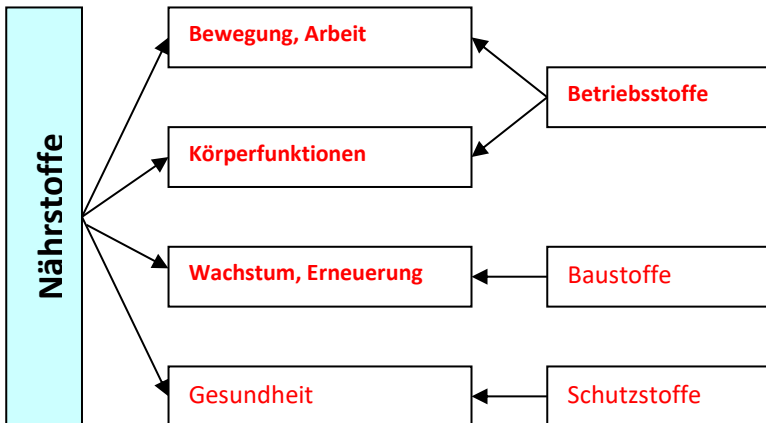 Nährstoffe
Bewegung, Arbeit
Betriebsstoffe
Körperfunktionen
Wachstum, Erneuerung
Baustoffe
Gesundheit
Schutzstoffe